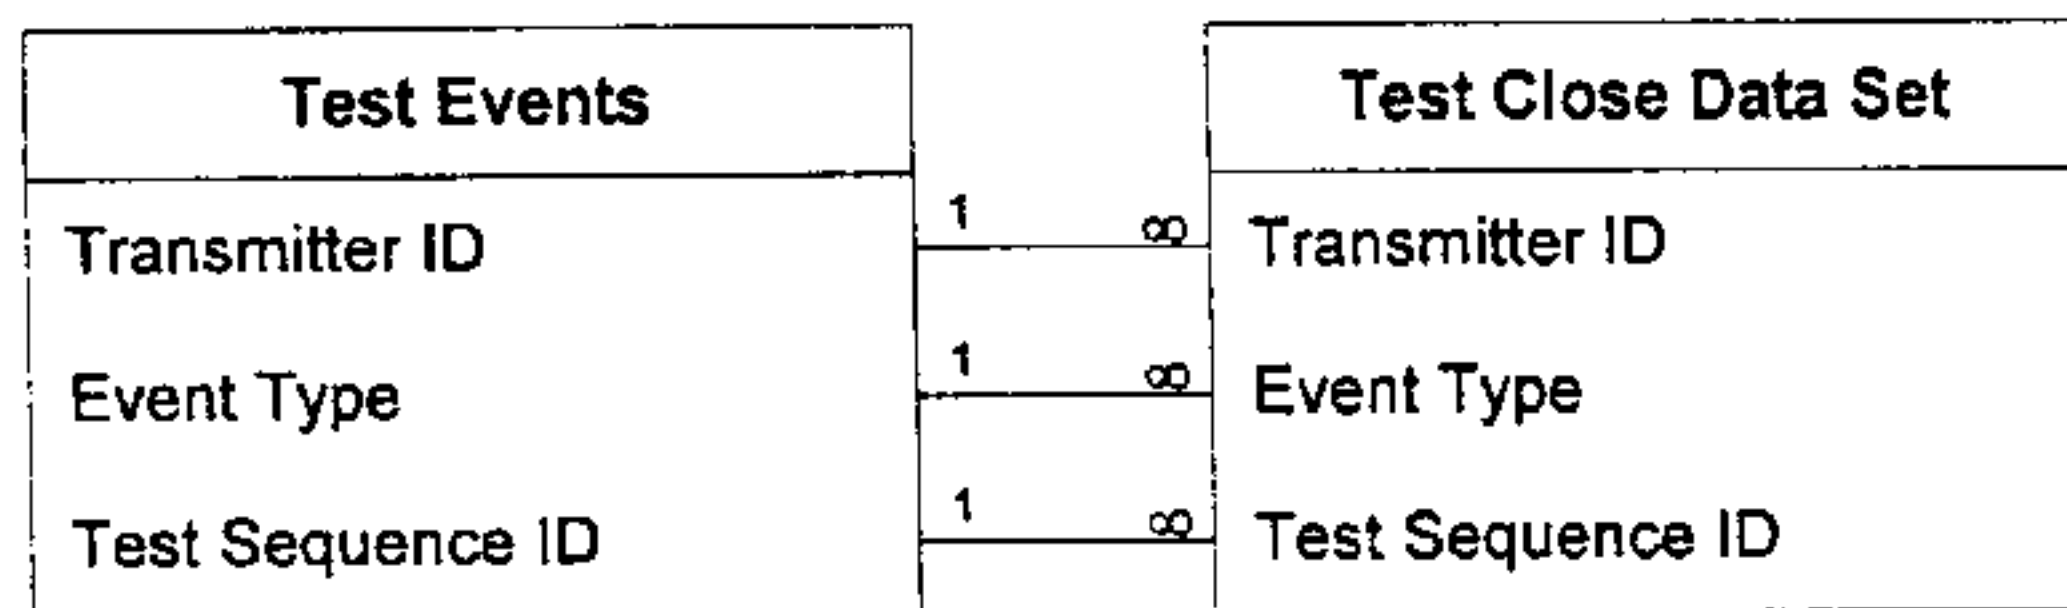 Test Events
Test Close Data Set
Transmitter ID 1 ∞ Transmitter ID
Event Type 1 ∞ Event Type
Test Sequence ID 1 ∞ Test Sequence ID